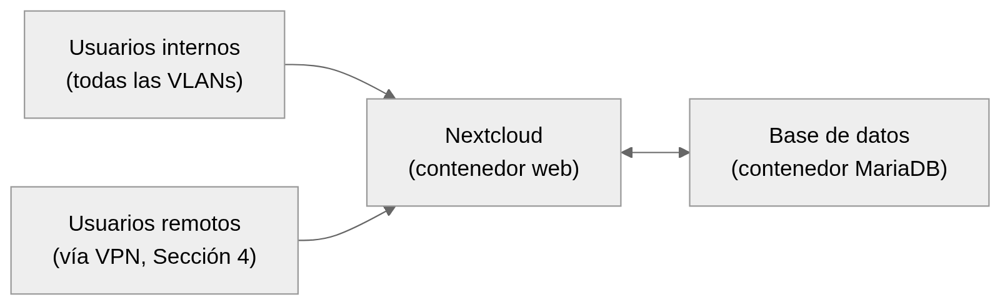 Usuarios internos
(todas las VLANs)
Usuarios remotos
(vía VPN, Sección 4)
Nextcloud
(contenedor web)
Base de datos
(contenedor MariaDB)